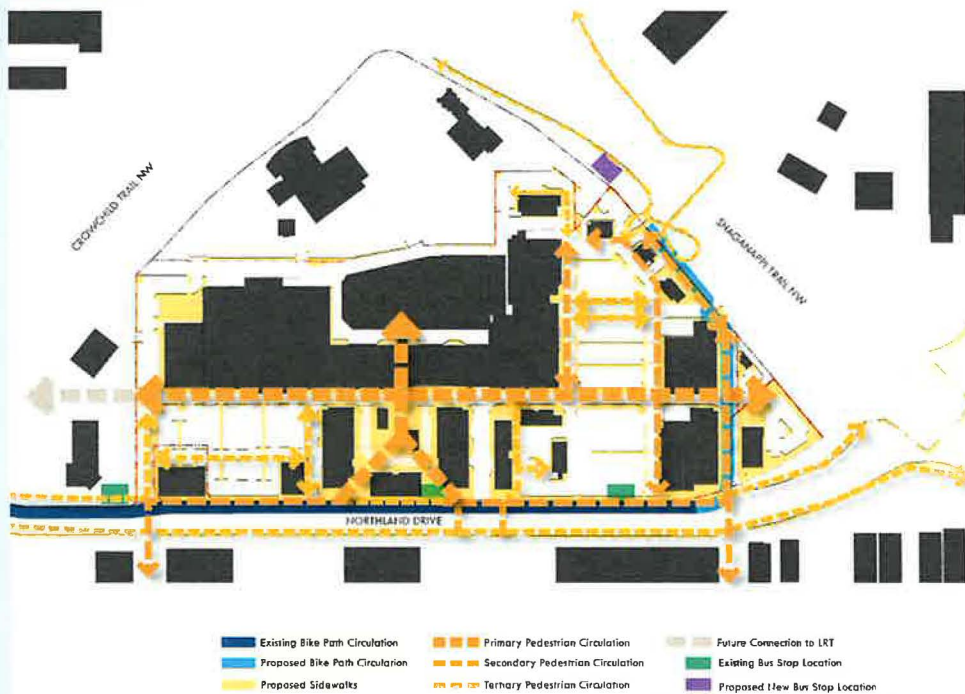 CROWCHILD TRAIL NW
SHAGANAPPI TRAIL NW
NORTHLAND DRIVE
Existing Bike Path Circulation
Primary Pedestrian Circulation
Future Connection to LRT
Proposed Bike Path Circulation
Secondary Pedestrian Circulation
Existing Bus Stop Location
Proposed Sidewalks
Tertiary Pedestrian Circulation
Proposed New Bus Stop Location